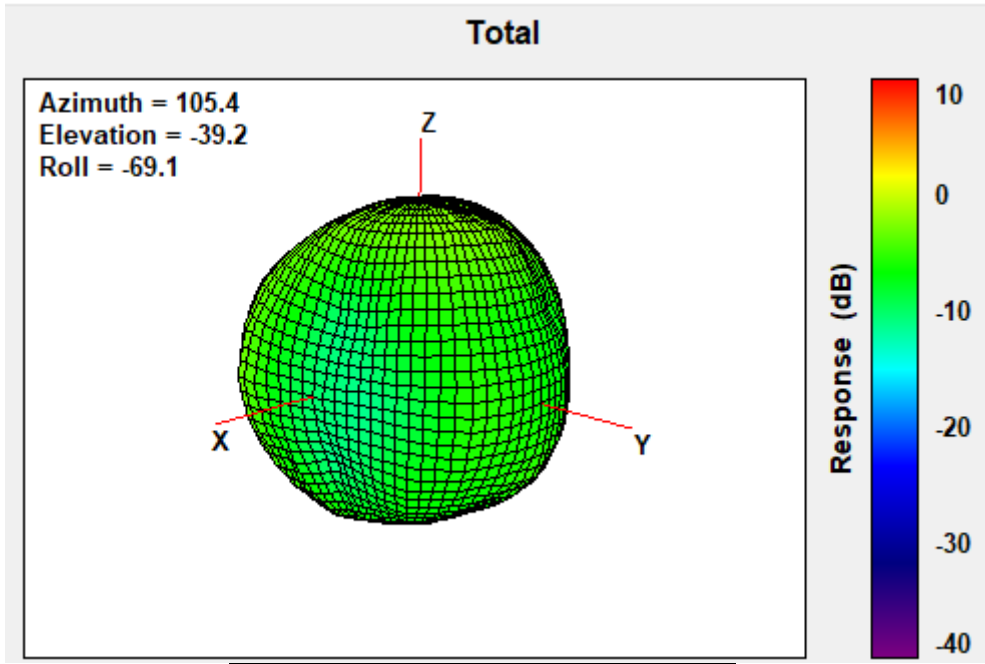 Total
Azimuth = 105.4
Elevation = -39.2
Roll = -69.1
Z
X
Y
Response (dB)
10
0
-10
-20
-30
-40